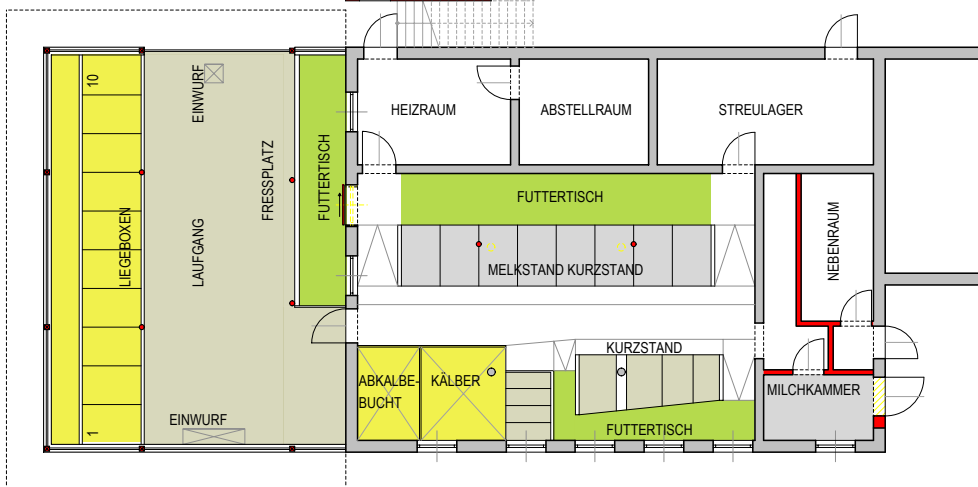 10
EINWURF
HEIZRAUM
ABSTELLRAUM
STREULAGER
FRESSPLATZ
FUTTERTISCH
FUTTERTISCH
LIEGEBOXEN
LAUFGANG
NEBENRAUM
MELKSTAND KURZSTAND
KURZSTAND
ABKALBE-
BUCHT
KÄLBER
MILCHKAMMER
1
EINWURF
FUTTERTISCH